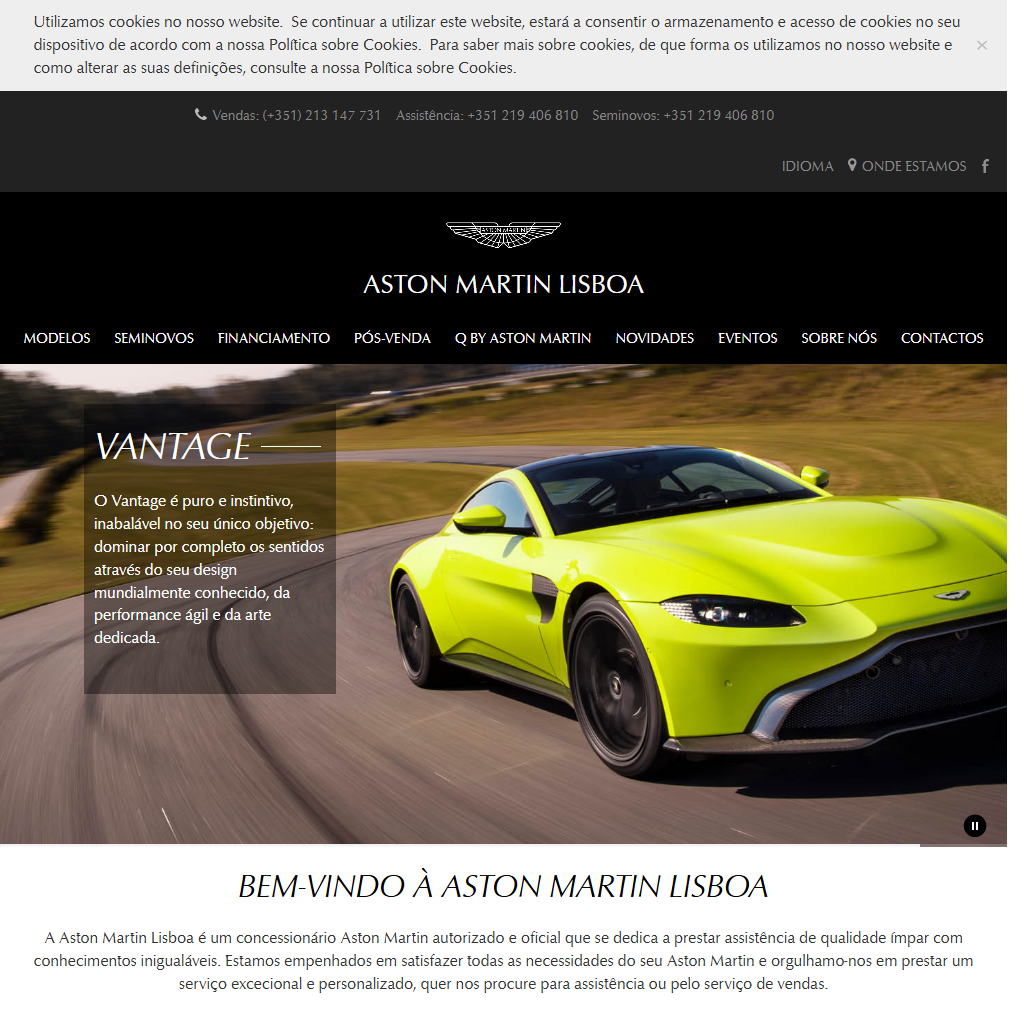 Utilizamos cookies no nosso website.  Se continuar a utilizar este website, estará a consentir o armazenamento e acesso de cookies no seu
dispositivo de acordo com a nossa Política sobre Cookies.  Para saber mais sobre cookies, de que forma os utilizamos no nosso website e
como alterar as suas definições, consulte a nossa Política sobre Cookies.
Vendas: (+351) 213 147 731 Assistência: +351 219 406 810 Seminovos: +351 219 406 810
IDIOMA ONDE ESTAMOS
ASTON MARTIN
ASTON MARTIN LISBOA
MODELOS SEMINOVOS FINANCIAMENTO PÓS-VENDA Q BY ASTON MARTIN NOVIDADES EVENTOS SOBRE NÓS CONTACTOS
VANTAGE
O Vantage é puro e instintivo,
inabalável no seu único objetivo:
dominar por completo os sentidos
através do seu design
mundialmente conhecido, da
performance ágil e da arte
dedicada.
BEM-VINDO À ASTON MARTIN LISBOA
A Aston Martin Lisboa é um concessionário Aston Martin autorizado e oficial que se dedica a prestar assistência de qualidade ímpar com
conhecimentos inigualáveis. Estamos empenhados em satisfazer todas as necessidades do seu Aston Martin e orgulhamo-nos em prestar um
serviço excecional e personalizado, quer nos procure para assistência ou pelo serviço de vendas.